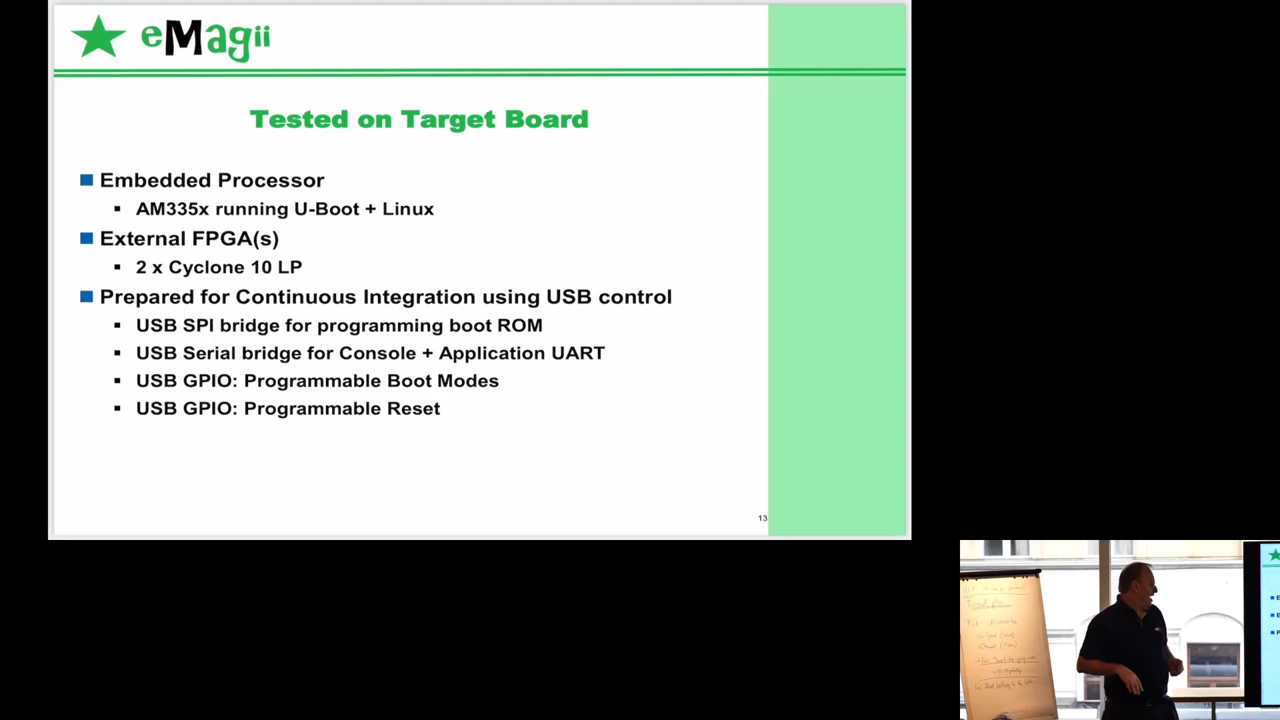 eMagii
Tested on Target Board
Embedded Processor
AM335x running U-Boot + Linux
External FPGA(s)
2 x Cyclone 10 LP
Prepared for Continuous Integration using USB control
USB SPI bridge for programming boot ROM
USB Serial bridge for Console + Application UART
USB GPIO: Programmable Boot Modes
USB GPIO: Programmable Reset
13